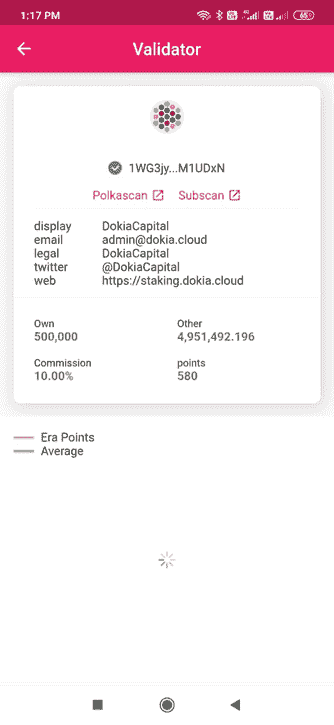 1:17 PM
65
Validator
1WG3jy...M1UDxN
Polkascan Subscan
display DokiaCapital
email admin@dokia.cloud
legal DokiaCapital
twitter @DokiaCapital
web https://staking.dokia.cloud
Own Other
500,000 4,951,492.196
Commission points
10.00% 580
Era Points
Average